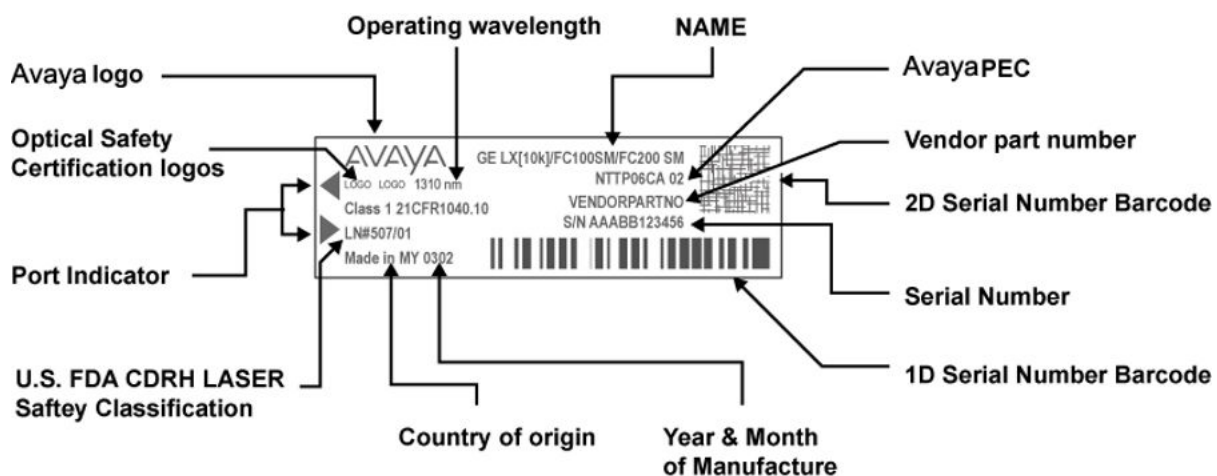 Operating wavelength
NAME
Avaya logo
Avaya PEC
Optical Safety
Certification logos
Vendor part number
Port Indicator
2D Serial Number Barcode
AVAYA
GE LX[10k]/FC100SM/FC200 SM
LOGO LOGO 1310 nm
NTTP06CA 02
Class 1 21CFR1040.10
VENDORPARTNO
LN#507/01
S/N AAABB123456
Made in MY 0302
Serial Number
U.S. FDA CDRH LASER
Saftey Classification
1D Serial Number Barcode
Country of origin
Year & Month
of Manufacture